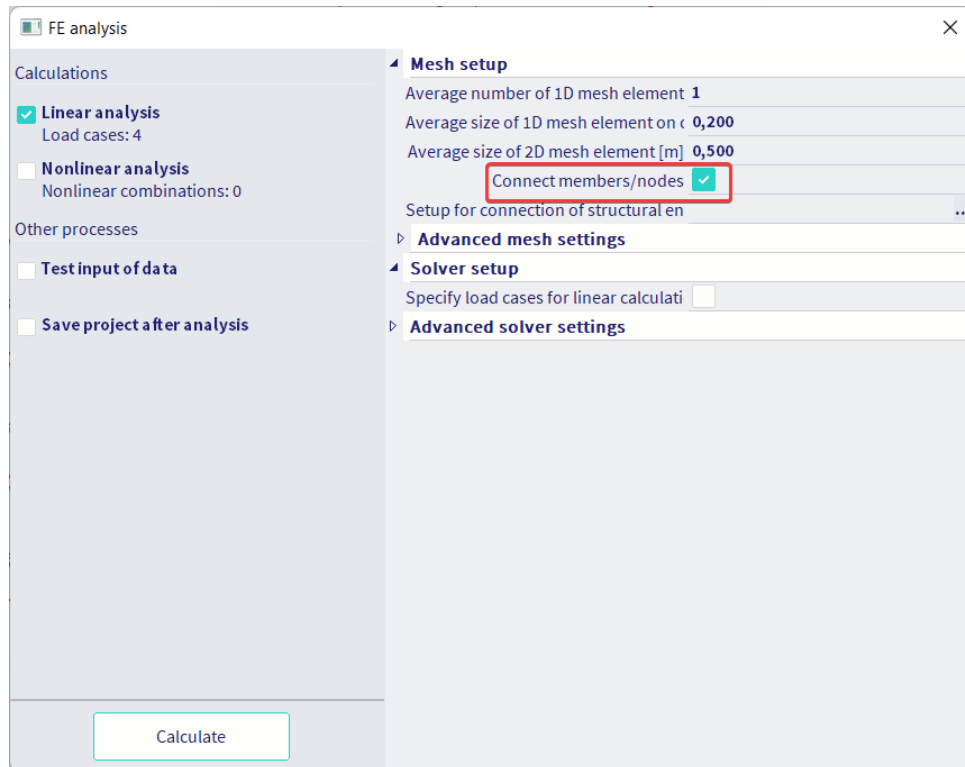 FE analysis
Calculations
Linear analysis
Load cases: 4
Nonlinear analysis
Nonlinear combinations: 0
Other processes
Test input of data
Save project after analysis
Calculate
Mesh setup
Average number of 1D mesh element 1
Average size of 1D mesh element on 0,200
Average size of 2D mesh element [m] 0,500
Connect members/nodes
Setup for connection of structural en ..
Advanced mesh settings
Solver setup
Specify load cases for linear calculati
Advanced solver settings